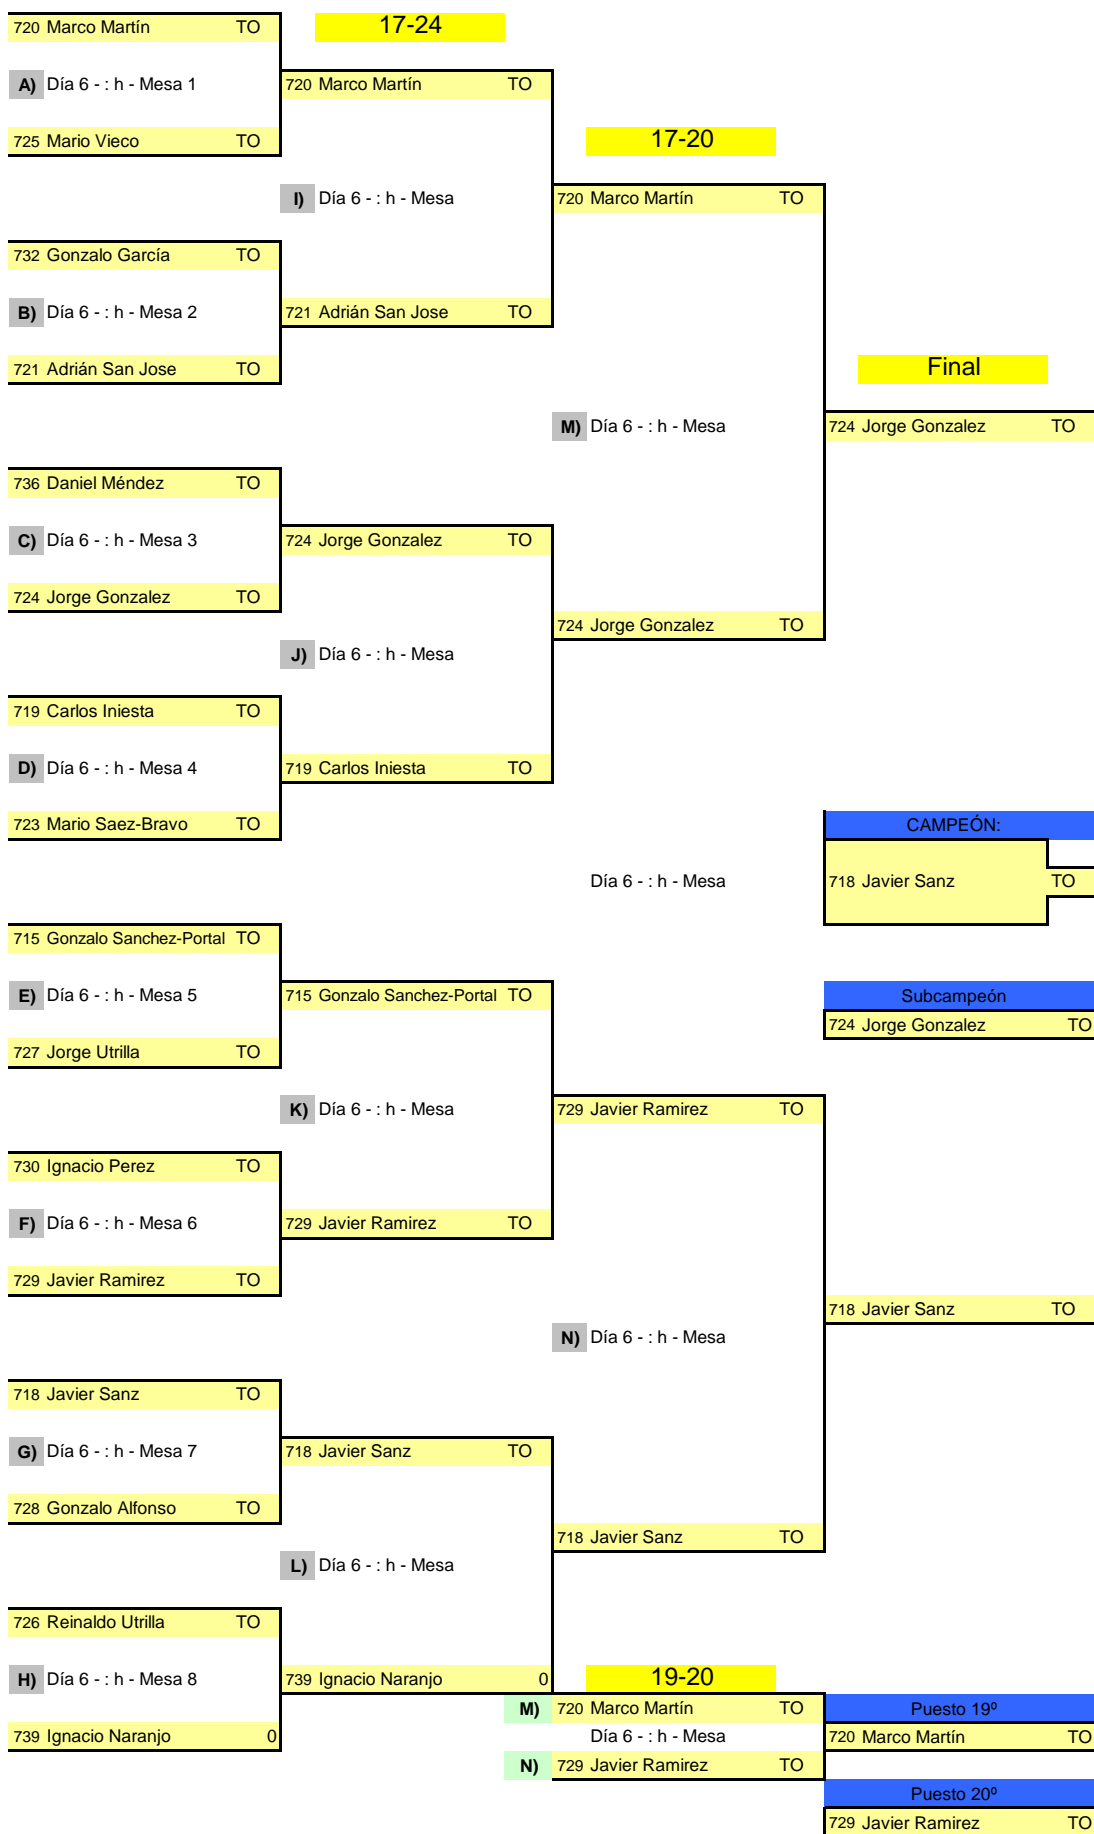 720 Marco Martín TO 17-24
A) Día 6 - : h - Mesa 1 720 Marco Martín TO
725 Mario Vieco TO 17-20
I) Día 6 - : h - Mesa 720 Marco Martín TO
732 Gonzalo García TO
B) Día 6 - : h - Mesa 2 721 Adrián San Jose TO
721 Adrián San Jose TO Final
M) Día 6 - : h - Mesa 724 Jorge Gonzalez TO
736 Daniel Méndez TO
C) Día 6 - : h - Mesa 3 724 Jorge Gonzalez TO
724 Jorge Gonzalez TO
724 Jorge Gonzalez TO
J) Día 6 - : h - Mesa
719 Carlos Iniesta TO
D) Día 6 - : h - Mesa 4 719 Carlos Iniesta TO
723 Mario Saez-Bravo TO CAMPEÓN:
Día 6 - : h - Mesa 718 Javier Sanz TO
715 Gonzalo Sanchez-Portal TO
E) Día 6 - : h - Mesa 5 715 Gonzalo Sanchez-Portal TO Subcampeón
724 Jorge Gonzalez TO
727 Jorge Utrilla TO
K) Día 6 - : h - Mesa 729 Javier Ramirez TO
730 Ignacio Perez TO
F) Día 6 - : h - Mesa 6 729 Javier Ramirez TO
729 Javier Ramirez TO
718 Javier Sanz TO
N) Día 6 - : h - Mesa
718 Javier Sanz TO
G) Día 6 - : h - Mesa 7 718 Javier Sanz TO
728 Gonzalo Alfonso TO
718 Javier Sanz TO
L) Día 6 - : h - Mesa
726 Reinaldo Utrilla TO
H) Día 6 - : h - Mesa 8 739 Ignacio Naranjo 0 19-20
M) 720 Marco Martín TO Puesto 19º
739 Ignacio Naranjo 0 Día 6 - : h - Mesa 720 Marco Martín TO
N) 729 Javier Ramirez TO
Puesto 20º
729 Javier Ramirez TO